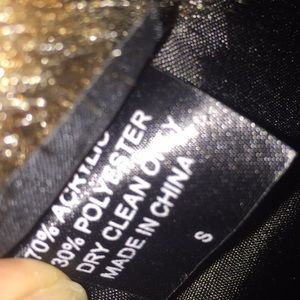 70% ACRYLIC
30% POLYESTER
DRY CLEAN ONLY
MADE IN CHINA
S